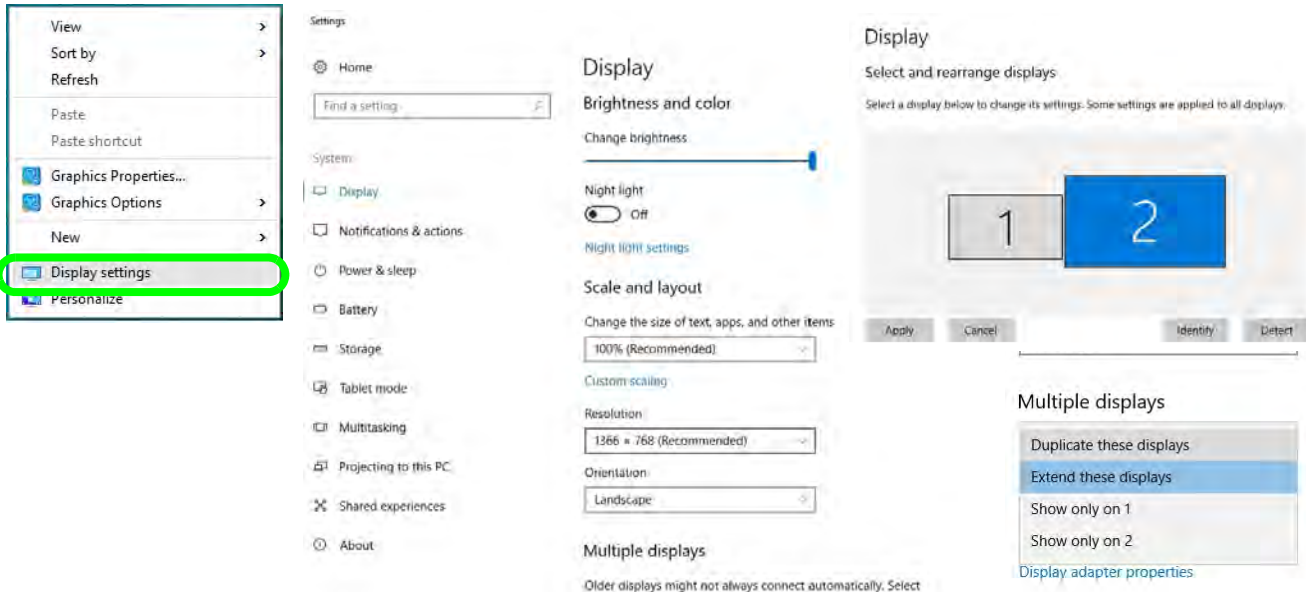 View
Sort by
Refresh
Paste
Paste shortcut
Graphics Properties...
Graphics Options
New
Display settings
Personalize
Settings
Home
Find a setting
System
Display
Notifications & actions
Power & sleep
Battery
Storage
Tablet mode
Multitasking
Projecting to this PC
Shared experiences
About
Display
Brightness and color
Change brightness
Night light
Off
Night light settings
Scale and layout
Change the size of text, apps, and other items
100% (Recommended)
Custom scaling
Resolution
1366 × 768 (Recommended)
Orientation
Landscape
Multiple displays
Older displays might not always connect automatically. Select
Display
Select and rearrange displays
Select a display below to change its settings. Some settings are applied to all displays.
1
2
Apply Cancel Identify Detect
Multiple displays
Duplicate these displays
Extend these displays
Show only on 1
Show only on 2
Display adapter properties